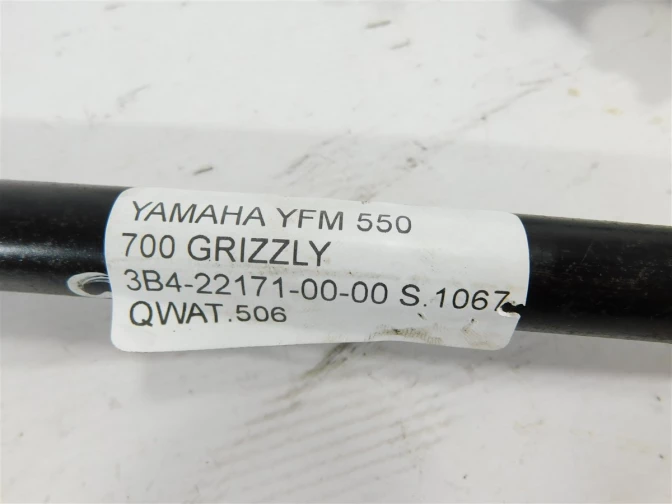 YAMAHA YFM 550
700 GRIZZLY
3B4-22171-00-00 S.1067
QWAT.506